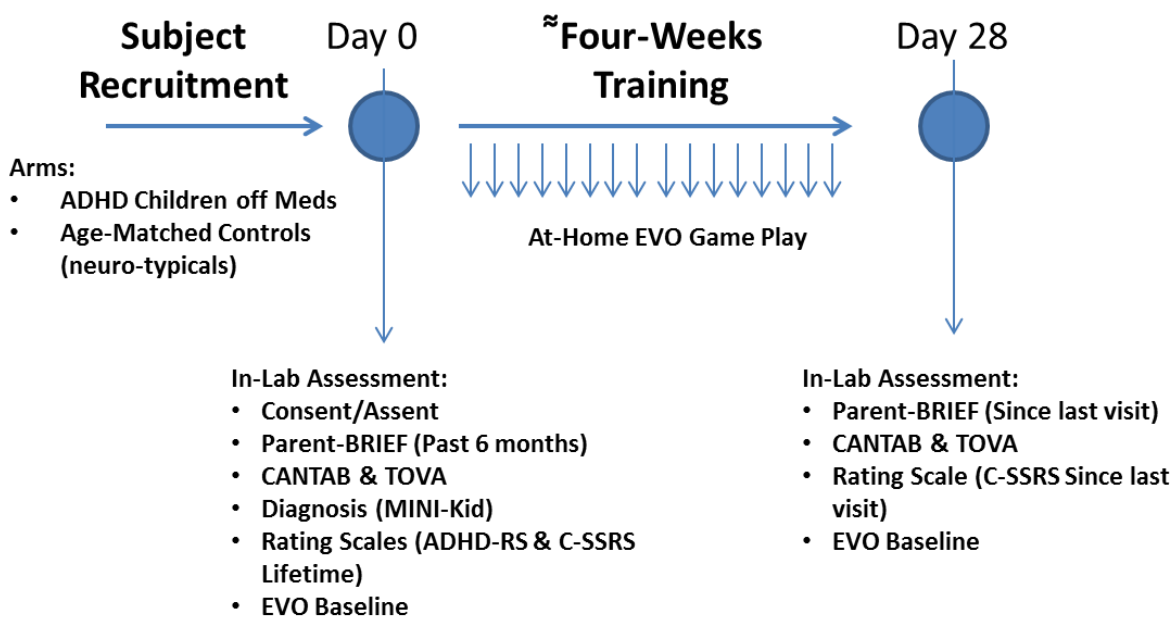 Subject
Recruitment
Day 0
≈Four-Weeks
Training
Day 28
Arms:
• ADHD Children off Meds
• Age-Matched Controls
(neuro-typicals)
At-Home EVO Game Play
In-Lab Assessment:
• Consent/Assent
• Parent-BRIEF (Past 6 months)
• CANTAB & TOVA
• Diagnosis (MINI-Kid)
• Rating Scales (ADHD-RS & C-SSRS
Lifetime)
• EVO Baseline
In-Lab Assessment:
• Parent-BRIEF (Since last visit)
• CANTAB & TOVA
• Rating Scale (C-SSRS Since last
visit)
• EVO Baseline